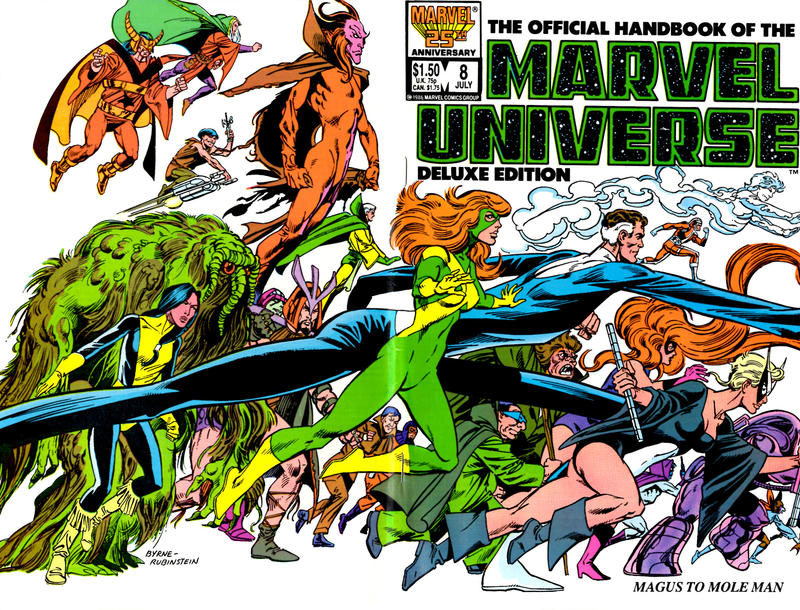 MARVEL
25TH
ANNIVERSARY
$1.50
U.K. 75p
CAN. $1.75
8
JULY
© 1986 MARVEL COMICS GROUP
THE OFFICIAL HANDBOOK OF THE
MARVEL
UNIVERSE
™
DELUXE EDITION
BYRNE-
RUBINSTEIN
MAGUS TO MOLE MAN